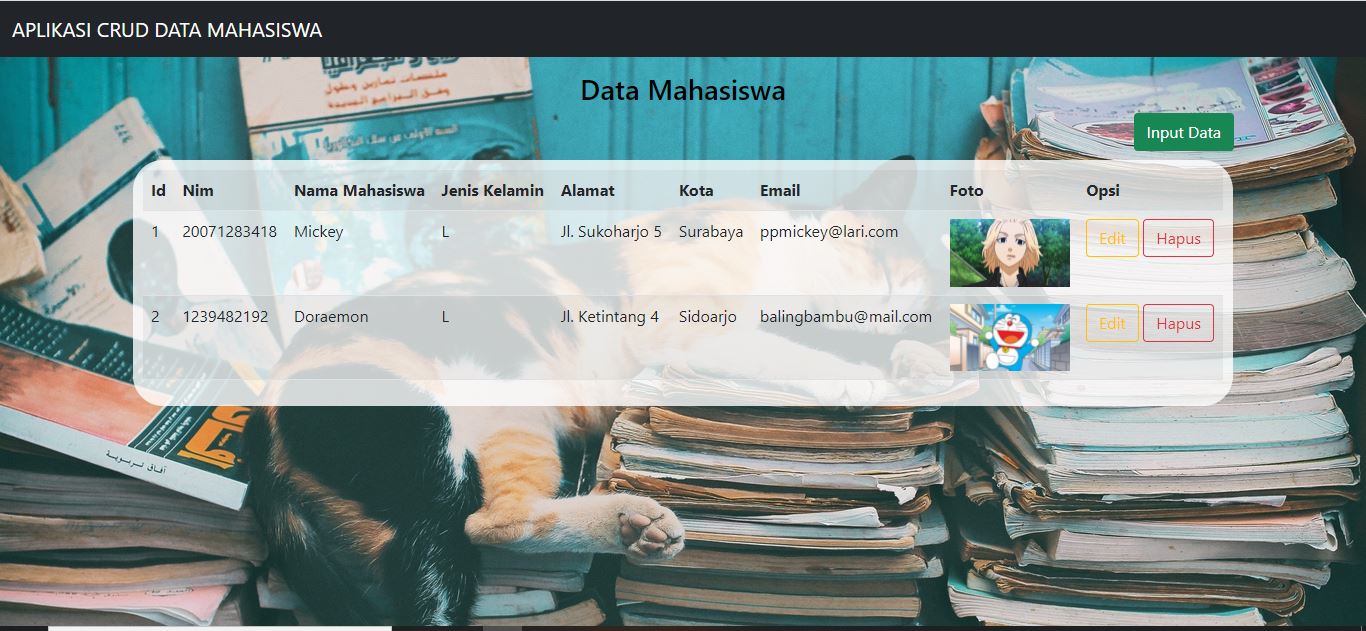 APLIKASI CRUD DATA MAHASISWA
Data Mahasiswa
Input Data
Id Nim Nama Mahasiswa Jenis Kelamin Alamat Kota Email Foto Opsi
1 20071283418 Mickey L Jl. Sukoharjo 5 Surabaya ppmickey@lari.com Edit Hapus
2 1239482192 Doraemon L Jl. Ketintang 4 Sidoarjo balingbambu@mail.com Edit Hapus
آفاق تربوية